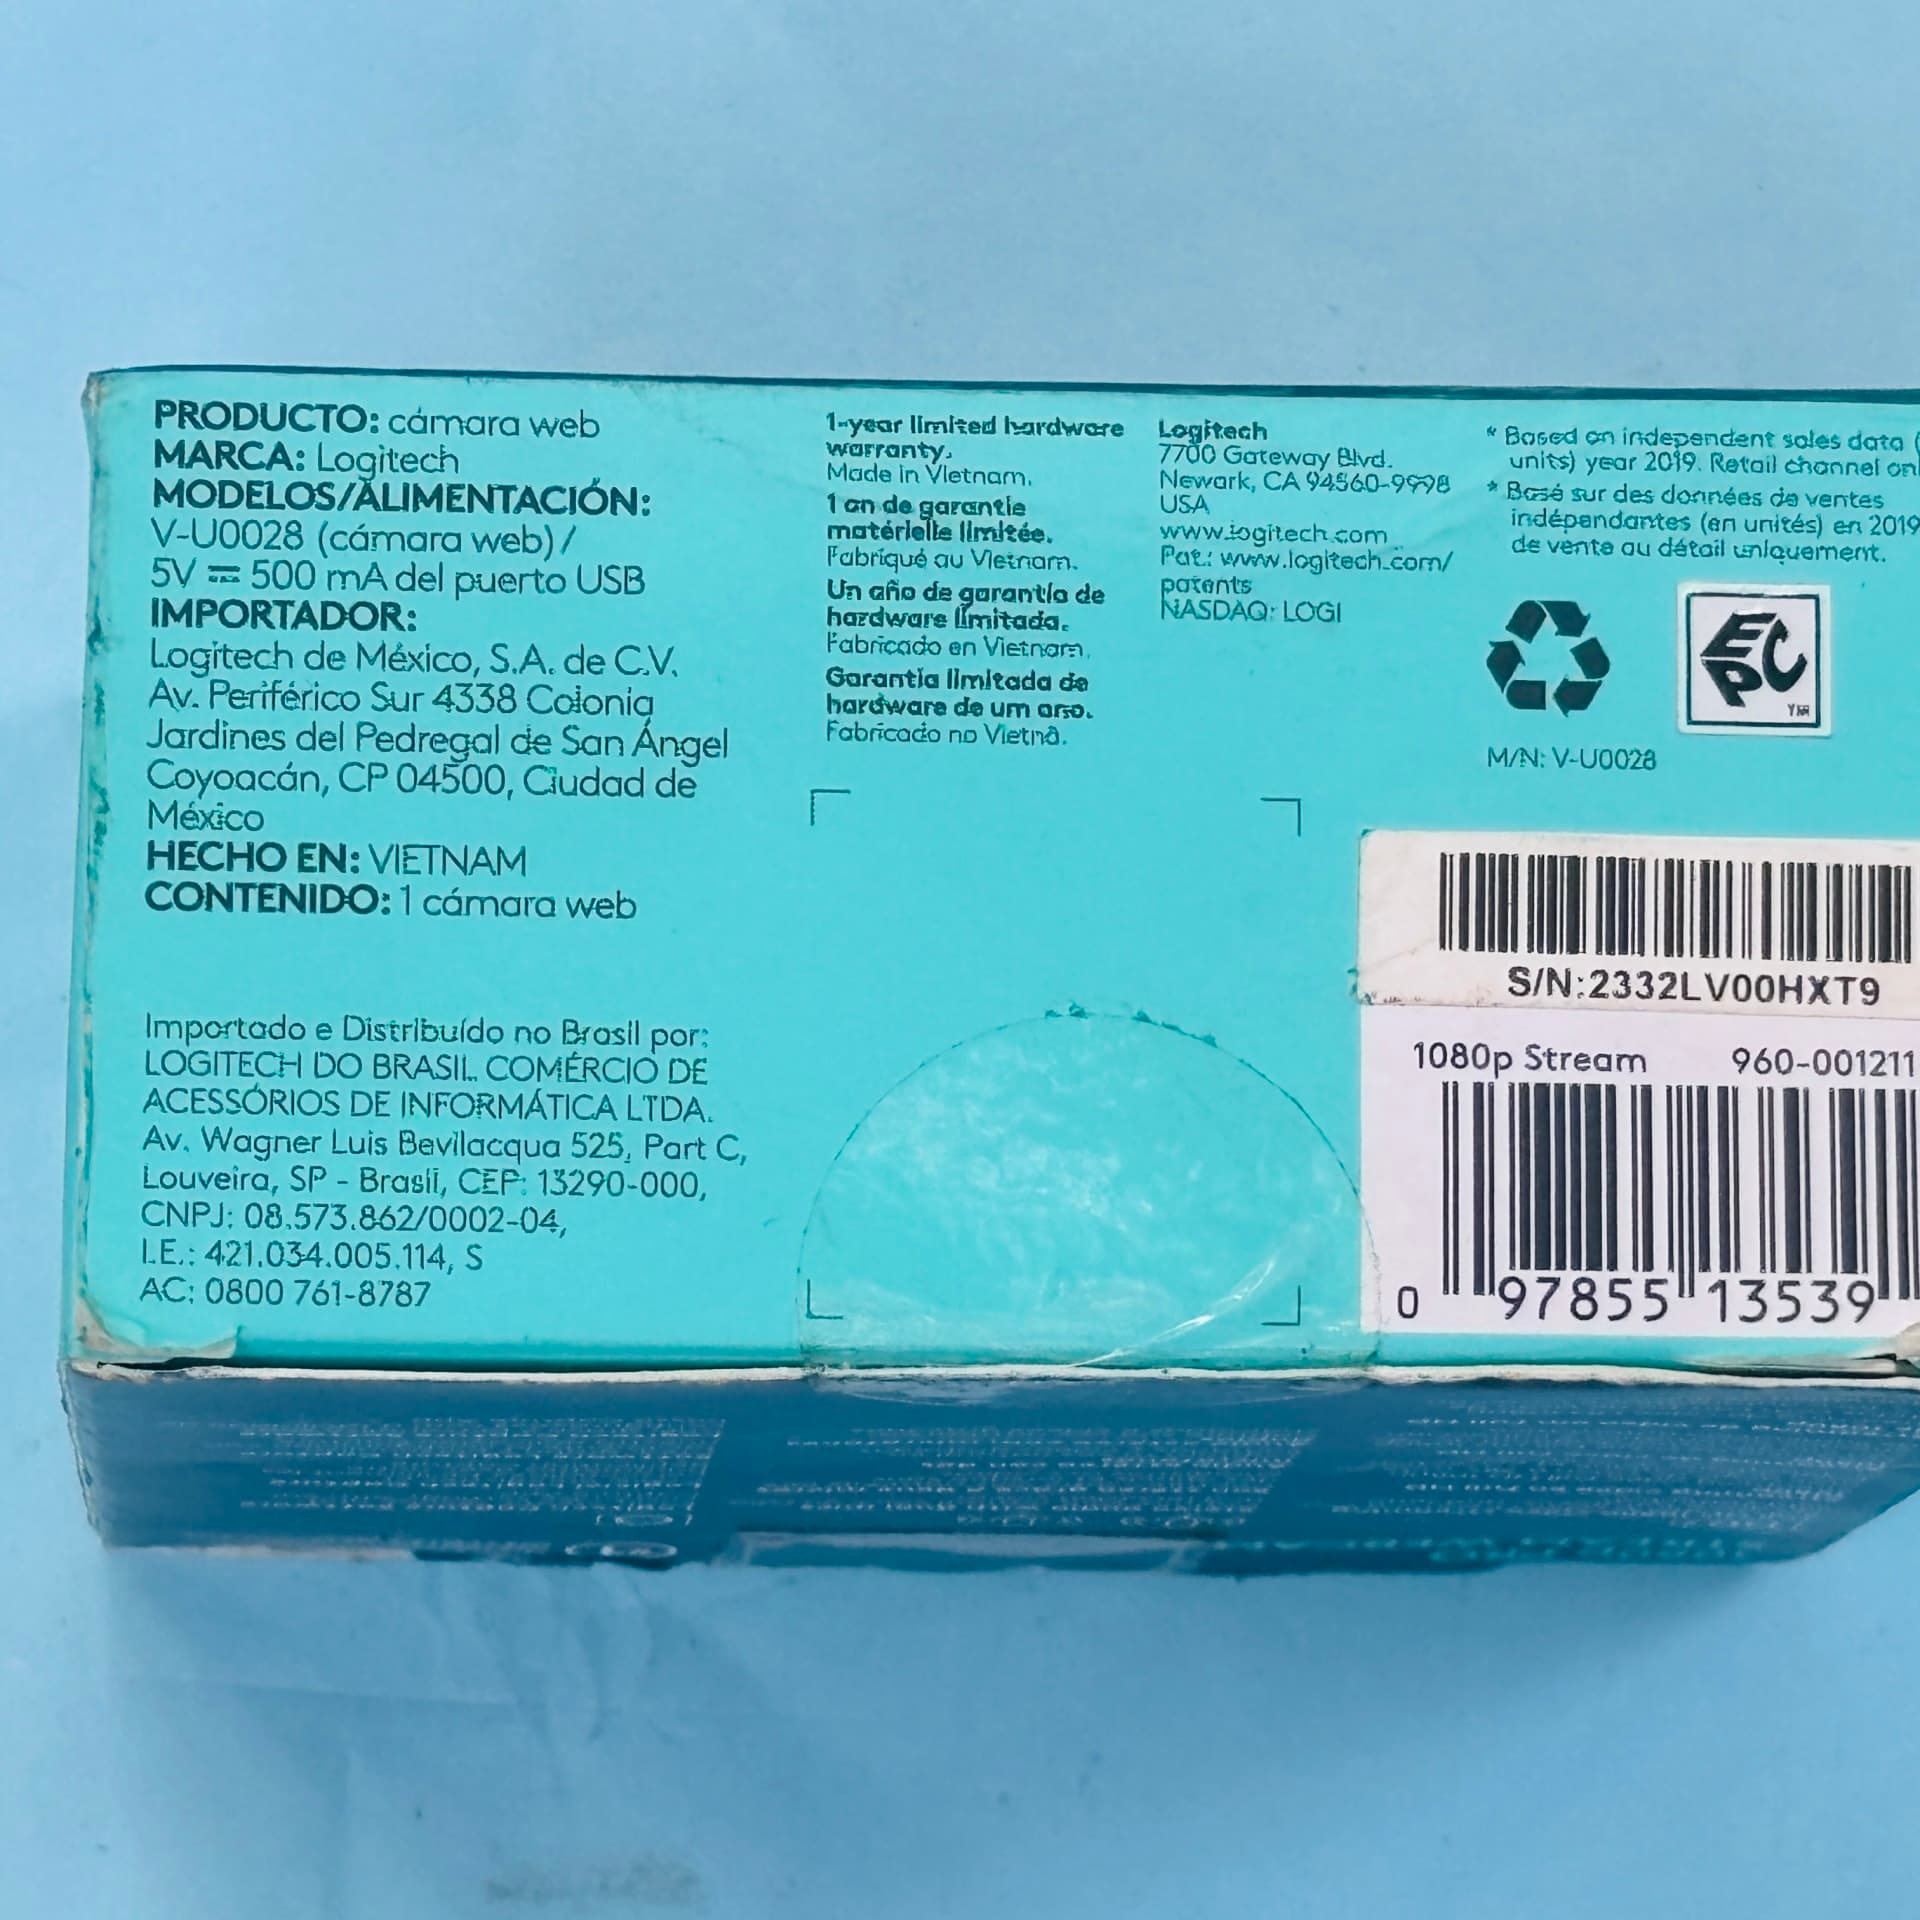 PRODUCTO: cámara web
MARCA: Logitech
MODELOS/ALIMENTACIÓN:
V-U0028 (cámara web)/
5V 500 mA del puerto USB
IMPORTADOR:
Logitech de México, S.A. de C.V.
Av. Periférico Sur 4338 Colonia
Jardines del Pedregal de San Ángel
Coyoacán, CP 04500, Ciudad de
México
HECHO EN: VIETNAM
CONTENIDO: 1 cámara web
Importado e Distribuído no Brasil por:
LOGITECH DO BRASIL COMÉRCIO DE
ACESSÓRIOS DE INFORMÁTICA LTDA.
Av. Wagner Luis Bevilacqua 525, Part C,
Louveira, SP - Brasil, CEP: 13290-000,
CNPJ: 08.573.862/0002-04,
I.E.: 421.034.005.114, S
AC: 0800 761-8787
1-year limited hardware
warranty.
Made in Vietnam.
1 an de garantie
matérielle limitée.
Fabriqué au Vietnam.
Un año de garantía de
hardware limitada.
Fabricado en Vietnam.
Garantia limitada de
hardware de um ano.
Fabricado no Vietnã.
Logitech
7700 Gateway Blvd.
Newark, CA 94560-9998
USA
www.logitech.com
Pat.: www.logitech.com/
patents
NASDAQ: LOGI
* Based on independent sales data (
units) year 2019. Retail channel
* Basé sur des données de ventes
indépendantes (en unités) en 2019
de vente au détail uniquement.
EPC
M/N: V-U0028
S/N:2332LV00HXT9
1080p Stream 960-001211
0 97855 13539